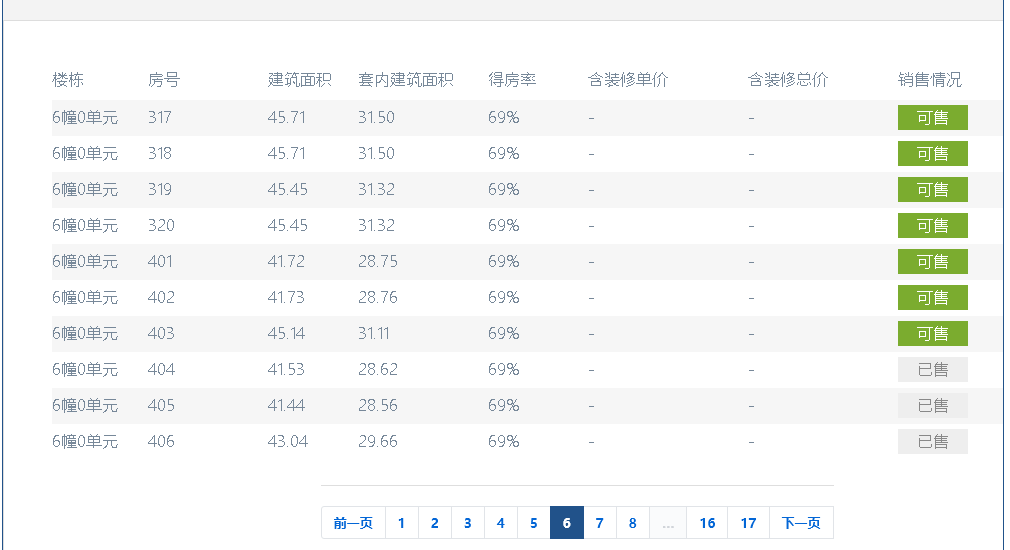 楼栋 房号 建筑面积 套内建筑面积 得房率 含装修单价 含装修总价 销售情况
6幢0单元 317 45.71 31.50 69% - - 可售
6幢0单元 318 45.71 31.50 69% - - 可售
6幢0单元 319 45.45 31.32 69% - - 可售
6幢0单元 320 45.45 31.32 69% - - 可售
6幢0单元 401 41.72 28.75 69% - - 可售
6幢0单元 402 41.73 28.76 69% - - 可售
6幢0单元 403 45.14 31.11 69% - - 可售
6幢0单元 404 41.53 28.62 69% - - 已售
6幢0单元 405 41.44 28.56 69% - - 已售
6幢0单元 406 43.04 29.66 69% - - 已售
前一页 1 2 3 4 5 6 7 8 ... 16 17 下一页